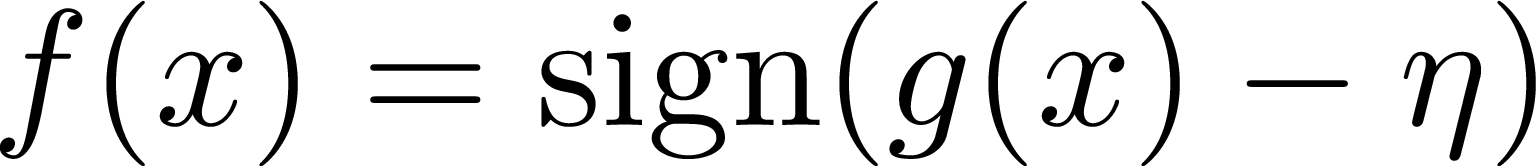 f(x) = sign(g(x) − η)